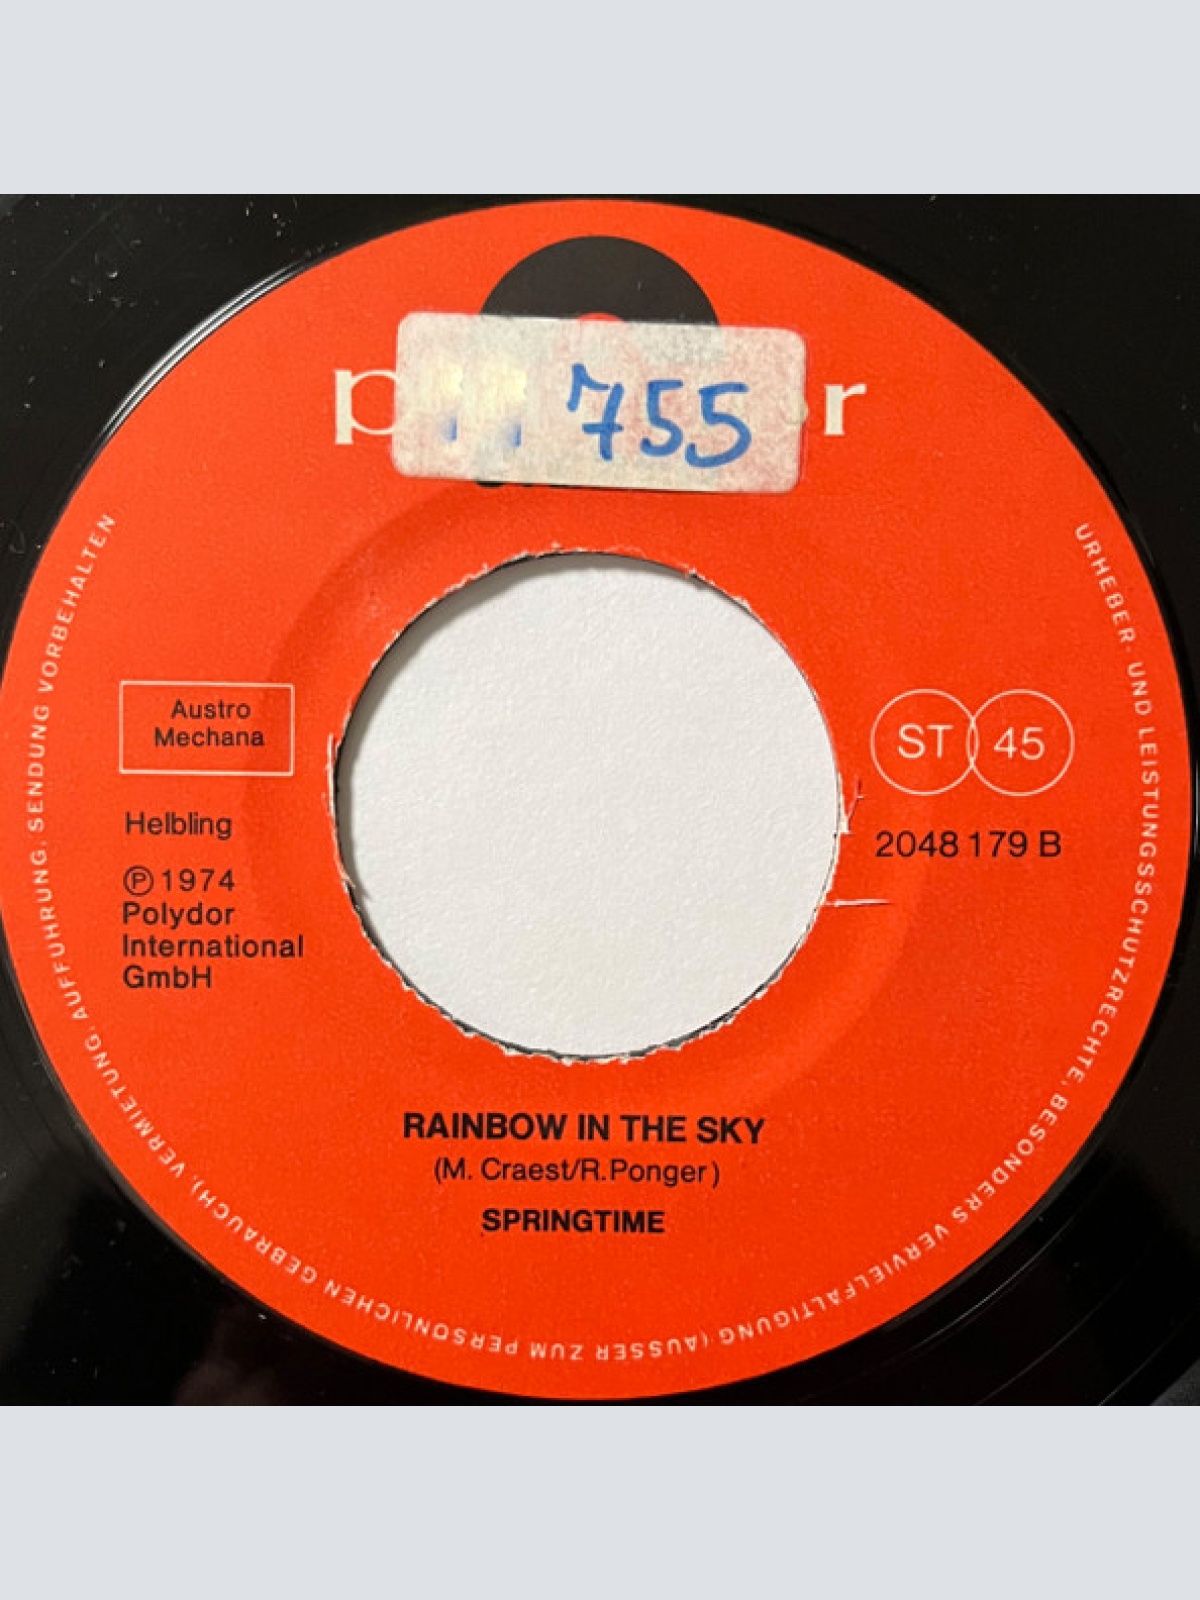 755
Austro
Mechana
Helbling
℗ 1974
Polydor
International
GmbH
ST 45
2048 179 B
RAINBOW IN THE SKY
(M. Craest/R. Ponger)
SPRINGTIME
URHEBER- UND LEISTUNGSSCHUTZRECHTE, BESONDERS VERVIELFÄLTIGUNG (AUSSER ZUM PERSÖNLICHEN GEBRAUCH), VERMIETUNG, AUFFÜHRUNG, SENDUNG VORBEHALTEN